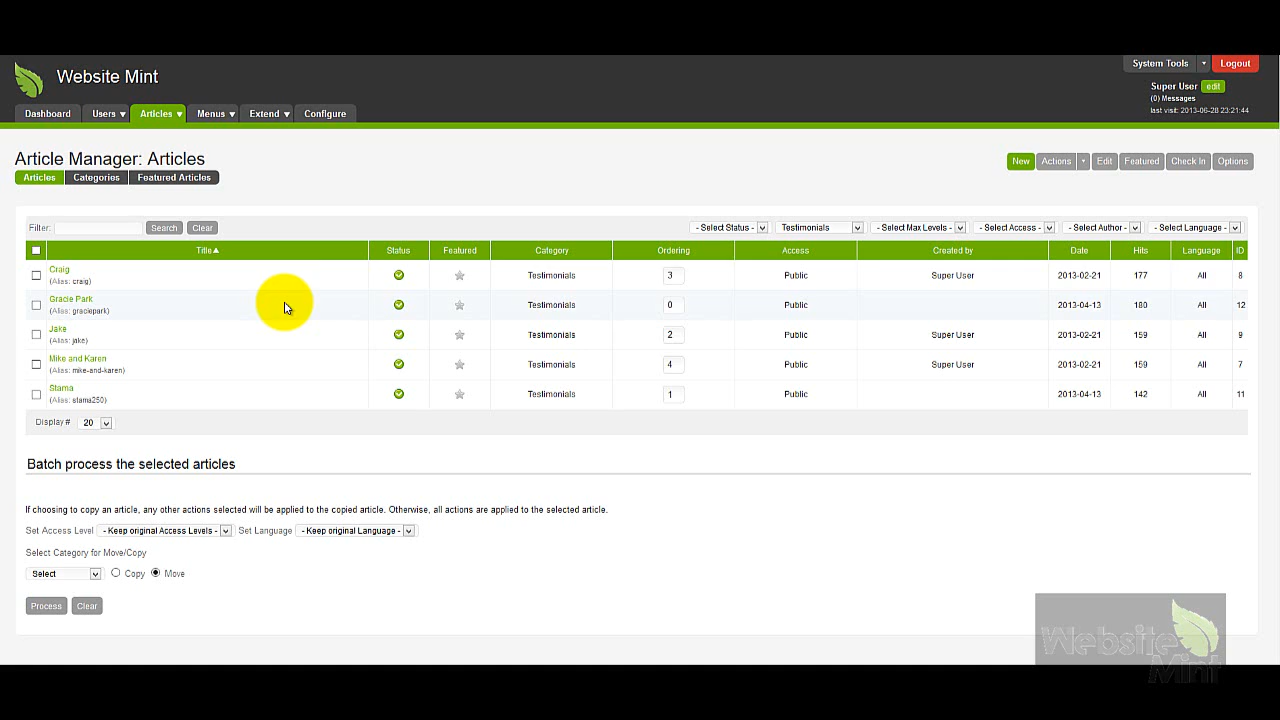 Website Mint
System Tools
Logout
Super User edit
(0) Messages
last visit: 2013-06-28 23:21:44
Dashboard Users Articles Menus Extend Configure
Article Manager: Articles
New Actions Edit Featured Check In Options
Articles Categories Featured Articles
Filter: Search Clear - Select Status - Testimonials - Select Max Levels - - Select Access - - Select Author - - Select Language -
Title Status Featured Category Ordering Access Created by Date Hits Language ID
Craig Testimonials 3 Public Super User 2013-02-21 177 All 8
(Alias: craig)
Gracie Park Testimonials 0 Public 2013-04-13 180 All 12
(Alias: graciepark)
Jake Testimonials 2 Public Super User 2013-02-21 159 All 9
(Alias: jake)
Mike and Karen Testimonials 4 Public Super User 2013-02-21 159 All 7
(Alias: mike-and-karen)
Stama Testimonials 1 Public 2013-04-13 142 All 11
(Alias: stama250)
Display # 20
Batch process the selected articles
If choosing to copy an article, any other actions selected will be applied to the copied article. Otherwise, all actions are applied to the selected article.
Set Access Level - Keep original Access Levels - Set Language - Keep original Language -
Select Category for Move/Copy
Select Copy Move
Process Clear
Website
Mint